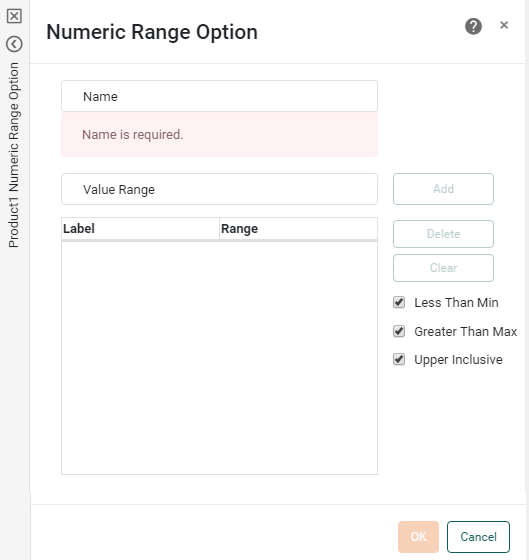 Product1 Numeric Range Option
Numeric Range Option
Name
Name is required.
Value Range
Add
Label Range
Delete
Clear
Less Than Min
Greater Than Max
Upper Inclusive
OK Cancel